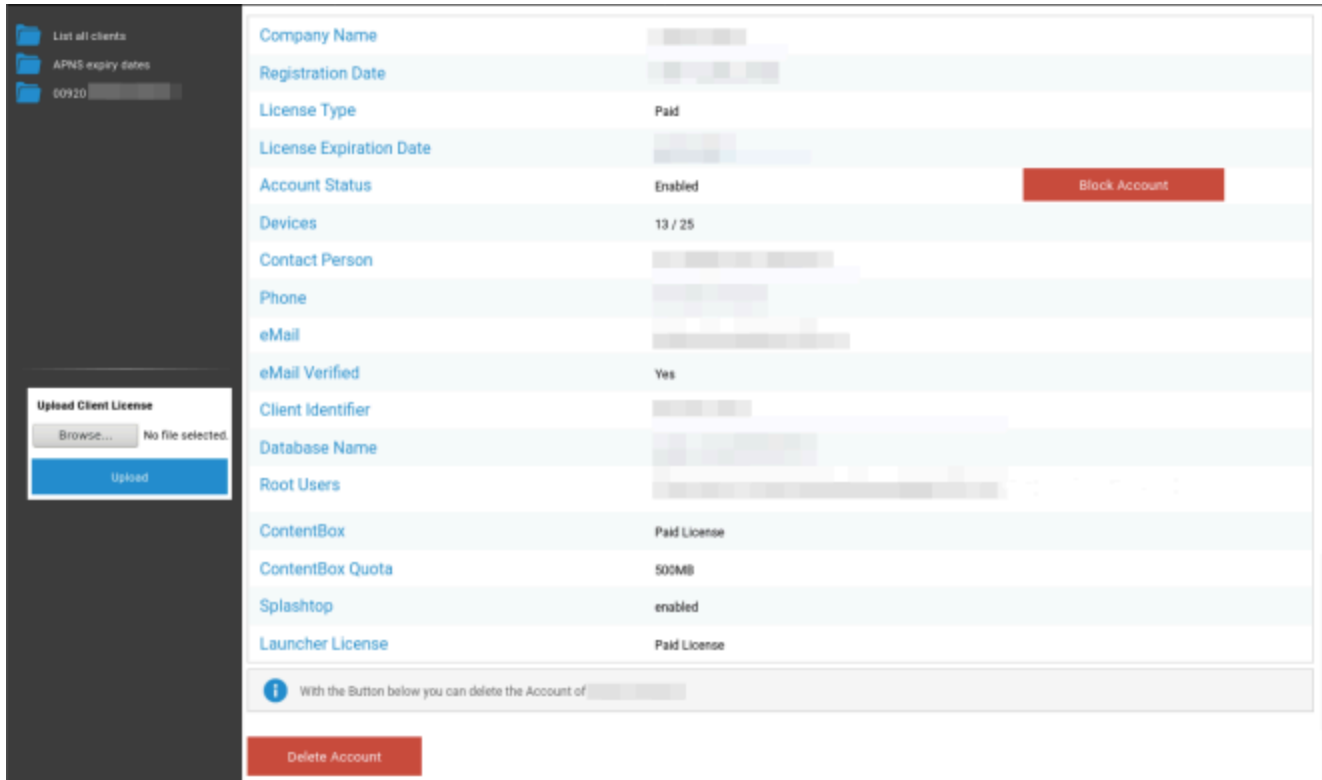 List all clients
APNS expiry dates
00920
Upload Client License
Browse... No file selected.
Upload
Company Name
Registration Date
License Type Paid
License Expiration Date
Account Status Enabled Block Account
Devices 13 / 25
Contact Person
Phone
eMail
eMail Verified Yes
Client Identifier
Database Name
Root Users
ContentBox Paid License
ContentBox Quota 500MB
Splashtop enabled
Launcher License Paid License
With the Button below you can delete the Account of
Delete Account